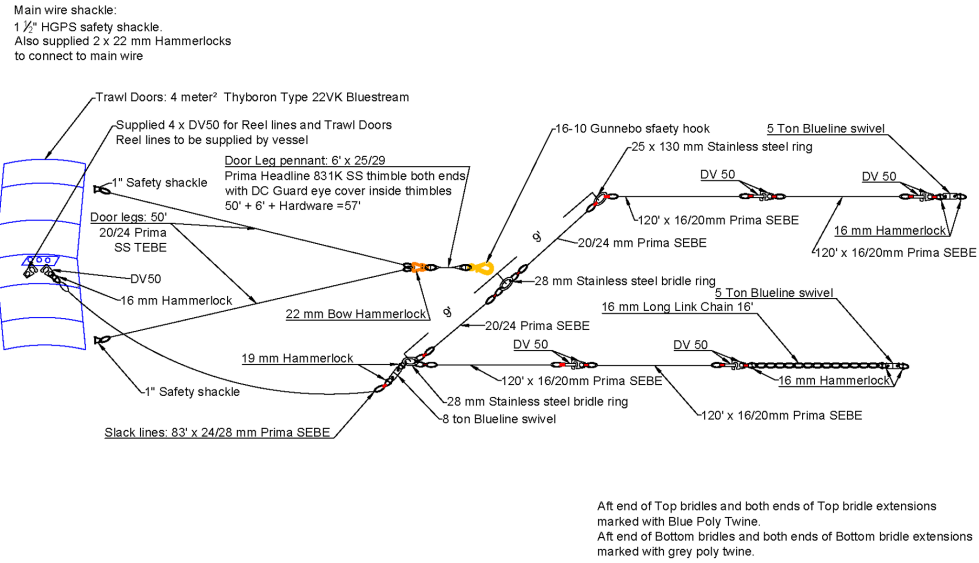 Main wire shackle:
1 ½" HGPS safety shackle.
Also supplied 2 x 22 mm Hammerlocks
to connect to main wire
Trawl Doors: 4 meter² Thyboron Type 22VK Bluestream
Supplied 4 x DV50 for Reel lines and Trawl Doors
Reel lines to be supplied by vessel
16-10 Gunnebo sfaety hook
5 Ton Blueline swivel
25 x 130 mm Stainless steel ring
Door Leg pennant: 6' x 25/29
Prima Headline 831K SS thimble both ends
with DC Guard eye cover inside thimbles
50' + 6' + Hardware =57'
DV 50
DV 50
1" Safety shackle
Door legs: 50'
20/24 Prima
SS TEBE
120' x 16/20mm Prima SEBE
16 mm Hammerlock
9'
20/24 mm Prima SEBE
120' x 16/20mm Prima SEBE
DV50
16 mm Hammerlock
28 mm Stainless steel bridle ring
5 Ton Blueline swivel
22 mm Bow Hammerlock
9'
16 mm Long Link Chain 16'
20/24 Prima SEBE
DV 50
DV 50
19 mm Hammerlock
120' x 16/20mm Prima SEBE
16 mm Hammerlock
1" Safety shackle
28 mm Stainless steel bridle ring
8 ton Blueline swivel
120' x 16/20mm Prima SEBE
Slack lines: 83' x 24/28 mm Prima SEBE
Aft end of Top bridles and both ends of Top bridle extensions
marked with Blue Poly Twine.
Aft end of Bottom bridles and both ends of Bottom bridle extensions
marked with grey poly twine.